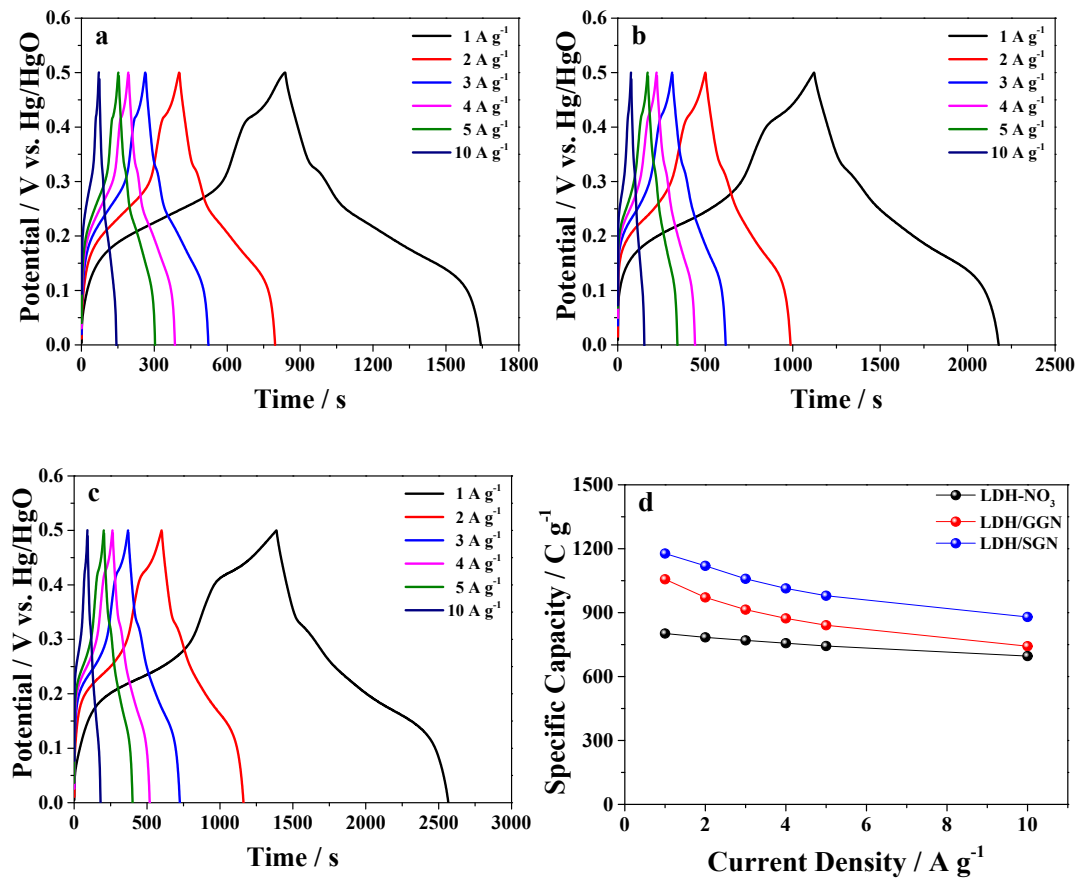 a
0.6
0.5
0.4
0.3
0.2
0.1
0.0
Potential / V vs. Hg/HgO
1 A g⁻¹
2 A g⁻¹
3 A g⁻¹
4 A g⁻¹
5 A g⁻¹
10 A g⁻¹
0 300 600 900 1200 1500 1800
Time / s
b
0.6
0.5
0.4
0.3
0.2
0.1
0.0
Potential / V vs. Hg/HgO
1 A g⁻¹
2 A g⁻¹
3 A g⁻¹
4 A g⁻¹
5 A g⁻¹
10 A g⁻¹
0 500 1000 1500 2000 2500
Time / s
c
0.6
0.5
0.4
0.3
0.2
0.1
0.0
Potential / V vs. Hg/HgO
1 A g⁻¹
2 A g⁻¹
3 A g⁻¹
4 A g⁻¹
5 A g⁻¹
10 A g⁻¹
0 500 1000 1500 2000 2500 3000
Time / s
d
1500
1200
900
600
300
0
Specific Capacity / C g⁻¹
LDH-NO₃
LDH/GGN
LDH/SGN
0 2 4 6 8 10
Current Density / A g⁻¹